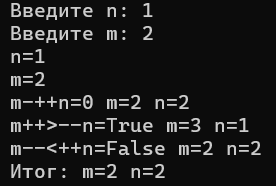 Введите n: 1
Введите m: 2
n=1
m=2
m-++n=0 m=2 n=2
m++>--n=True m=3 n=1
m--<++n=False m=2 n=2
Итог: m=2 n=2